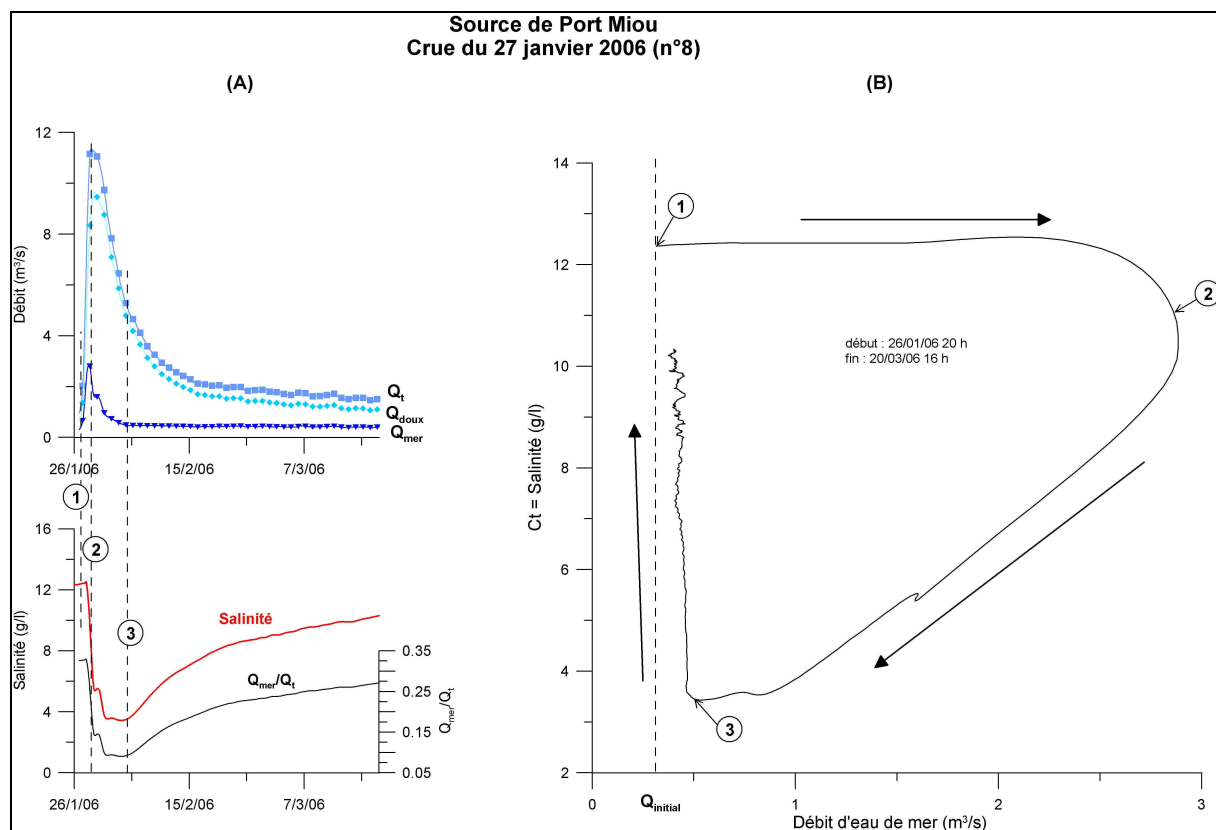 Source de Port Miou
Crue du 27 janvier 2006 (n°8)
(A)
12
8
4
0
Débit (m³/s)
Qt
Qdoux
Qmer
26/1/06
15/2/06
7/3/06
1
2
3
16
12
8
4
0
Salinité (g/l)
Salinité
Qmer/Qt
0.35
0.25
0.15
0.05
Qmer/Qt
26/1/06
15/2/06
7/3/06
(B)
14
12
10
8
6
4
2
Ct = Salinité (g/l)
1
2
3
début : 26/01/06 20 h
fin : 20/03/06 16 h
0
Qinitial
1
2
3
Débit d'eau de mer (m³/s)